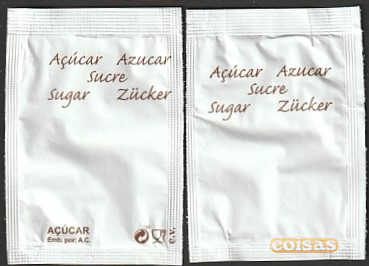 Açúcar Azucar
Sucre
Sugar Zücker
AÇÚCAR
Emb. por: A.C.
e.v.
Açúcar Azucar
Sucre
Sugar Zücker
coisas